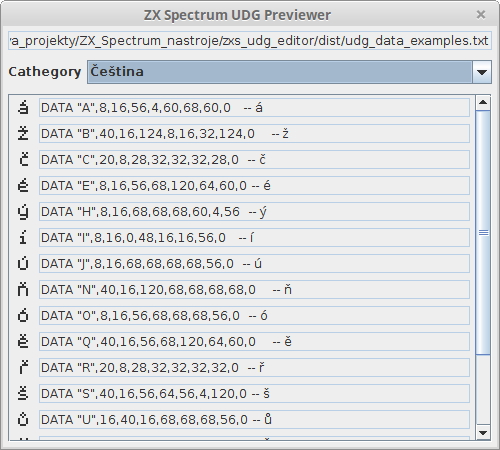 ZX Spectrum UDG Previewer
ra_projekty/ZX_Spectrum_nastroje/zxs_udg_editor/dist/udg_data_examples.txt
Cathegory Čeština
á DATA "A",8,16,56,4,60,68,60,0 -- á
ž DATA "B",40,16,124,8,16,32,124,0 -- ž
č DATA "C",20,8,28,32,32,32,28,0 -- č
é DATA "E",8,16,56,68,120,64,60,0 -- é
ý DATA "H",8,16,68,68,68,60,4,56 -- ý
í DATA "I",8,16,0,48,16,16,56,0 -- í
ú DATA "J",8,16,68,68,68,68,56,0 -- ú
ň DATA "N",40,16,120,68,68,68,68,0 -- ň
ó DATA "O",8,16,56,68,68,68,56,0 -- ó
ě DATA "Q",40,16,56,68,120,64,60,0 -- ě
ř DATA "R",20,8,28,32,32,32,32,0 -- ř
š DATA "S",40,16,56,64,56,4,120,0 -- š
ů DATA "U",16,40,16,68,68,68,56,0 -- ů